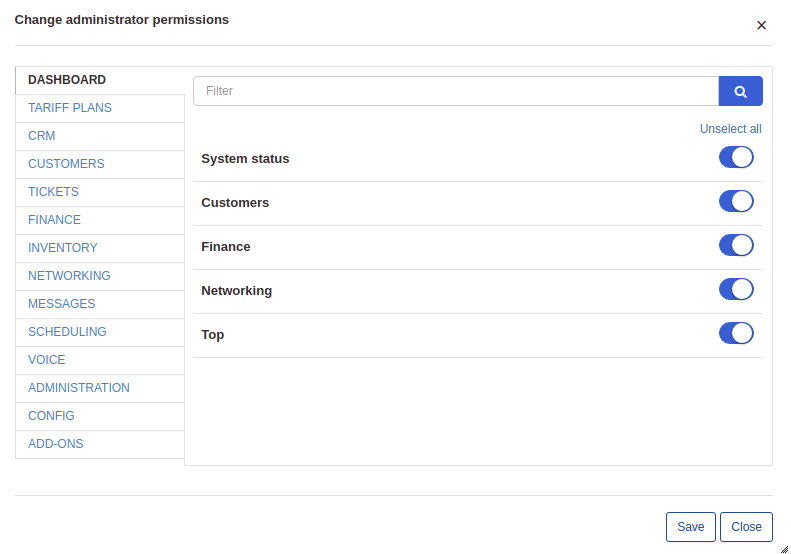 Change administrator permissions
×
DASHBOARD
TARIFF PLANS
CRM
CUSTOMERS
TICKETS
FINANCE
INVENTORY
NETWORKING
MESSAGES
SCHEDULING
VOICE
ADMINISTRATION
CONFIG
ADD-ONS
Filter
Unselect all
System status
Customers
Finance
Networking
Top
Save
Close